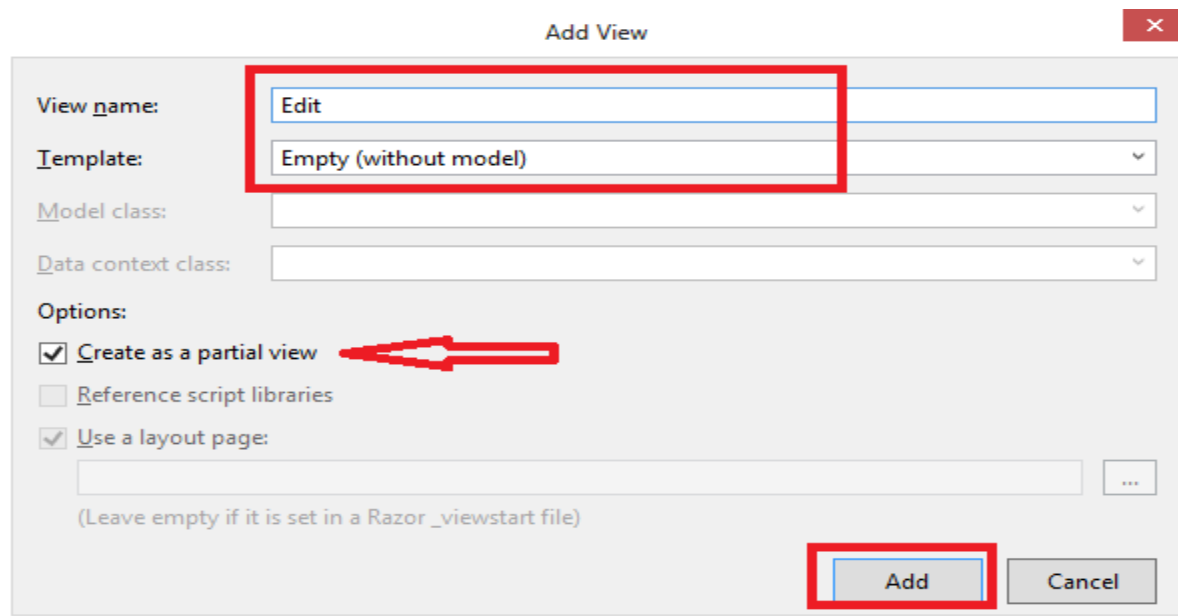 Add View
View name: Edit
Template: Empty (without model)
Model class:
Data context class:
Options:
Create as a partial view
Reference script libraries
Use a layout page:
...
(Leave empty if it is set in a Razor _viewstart file)
Add Cancel